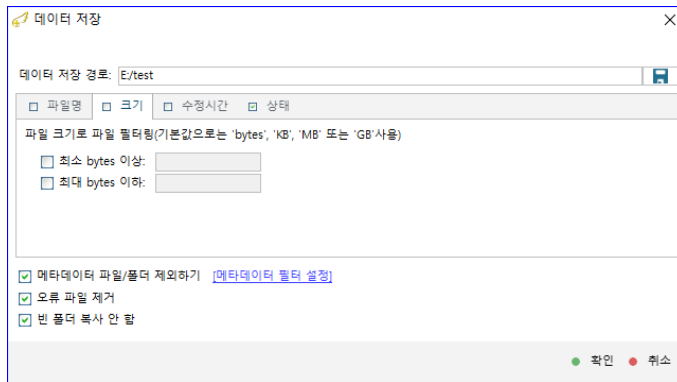 데이터 저장
데이터 저장 경로: E:/test
파일명 크기 수정시간 상태
파일 크기로 파일 필터링(기본값으로는 'bytes', 'KB', 'MB' 또는 'GB'사용)
최소 bytes 이상:
최대 bytes 이하:
메타데이터 파일/폴더 제외하기 [메타데이터 필터 설정]
오류 파일 제거
빈 폴더 복사 안 함
확인 취소